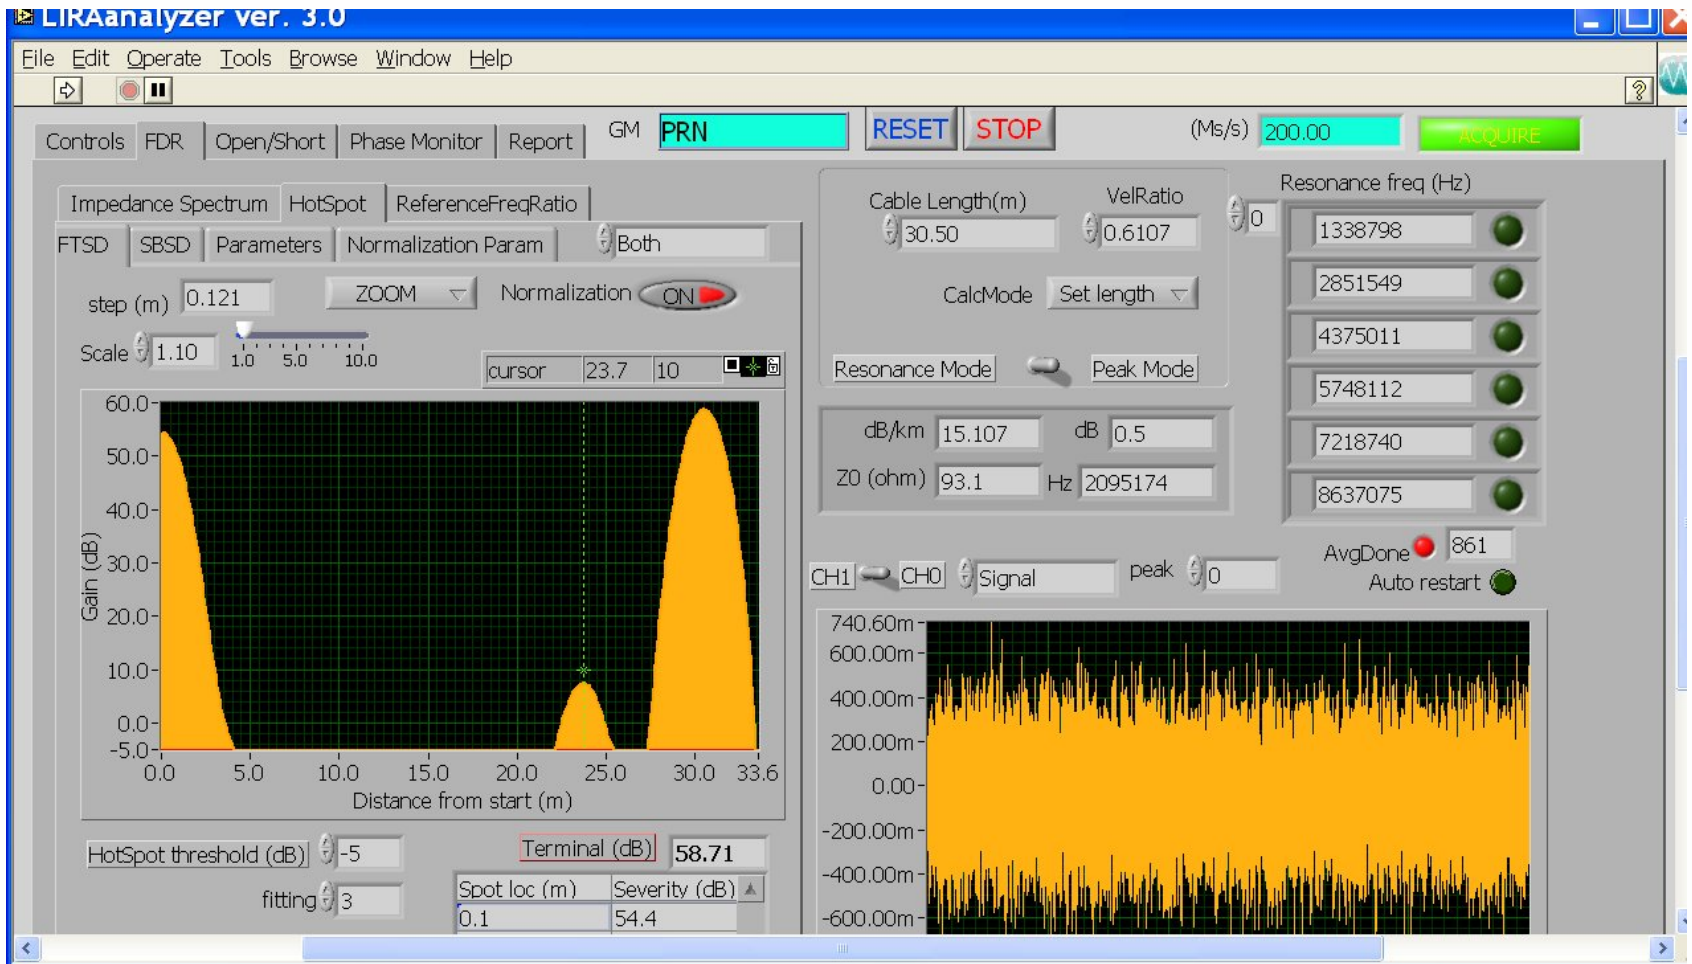 LIRAanalyzer ver. 3.0
File Edit Operate Tools Browse Window Help
?
Controls FDR Open/Short Phase Monitor Report GM PRN RESET STOP (Ms/s) 200.00 ACQUIRE
Impedance Spectrum HotSpot ReferenceFreqRatio
FTSD SBSD Parameters Normalization Param Both
step (m) 0.121 ZOOM Normalization ON
Scale 1.10 1.0 5.0 10.0
cursor 23.7 10
60.0
50.0
40.0
30.0
20.0
10.0
0.0
-5.0
Gain (dB)
0.0 5.0 10.0 15.0 20.0 25.0 30.0 33.6
Distance from start (m)
HotSpot threshold (dB) -5
fitting 3
Terminal (dB) 58.71
Spot loc (m) Severity (dB)
0.1 54.4
Cable Length(m) VelRatio
30.50 0.6107
CalcMode Set length
Resonance Mode Peak Mode
dB/km 15.107 dB 0.5
Z0 (ohm) 93.1 Hz 2095174
Resonance freq (Hz)
0
1338798
2851549
4375011
5748112
7218740
8637075
AvgDone 861
Auto restart
CH1 CH0 Signal peak 0
740.60m
600.00m
400.00m
200.00m
0.00
-200.00m
-400.00m
-600.00m